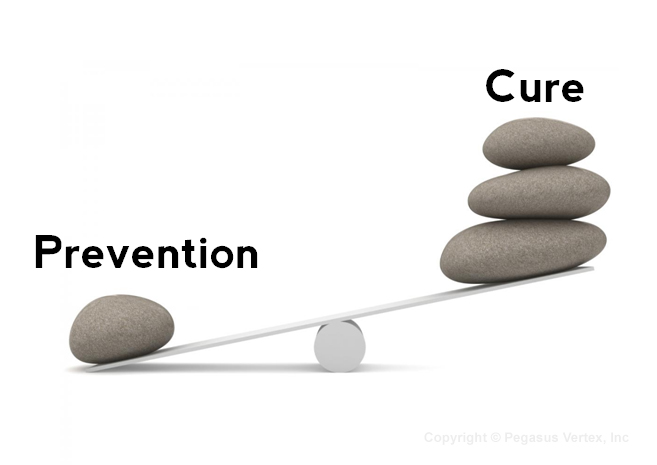 Cure
Prevention
Copyright © Pegasus Vertex, Inc